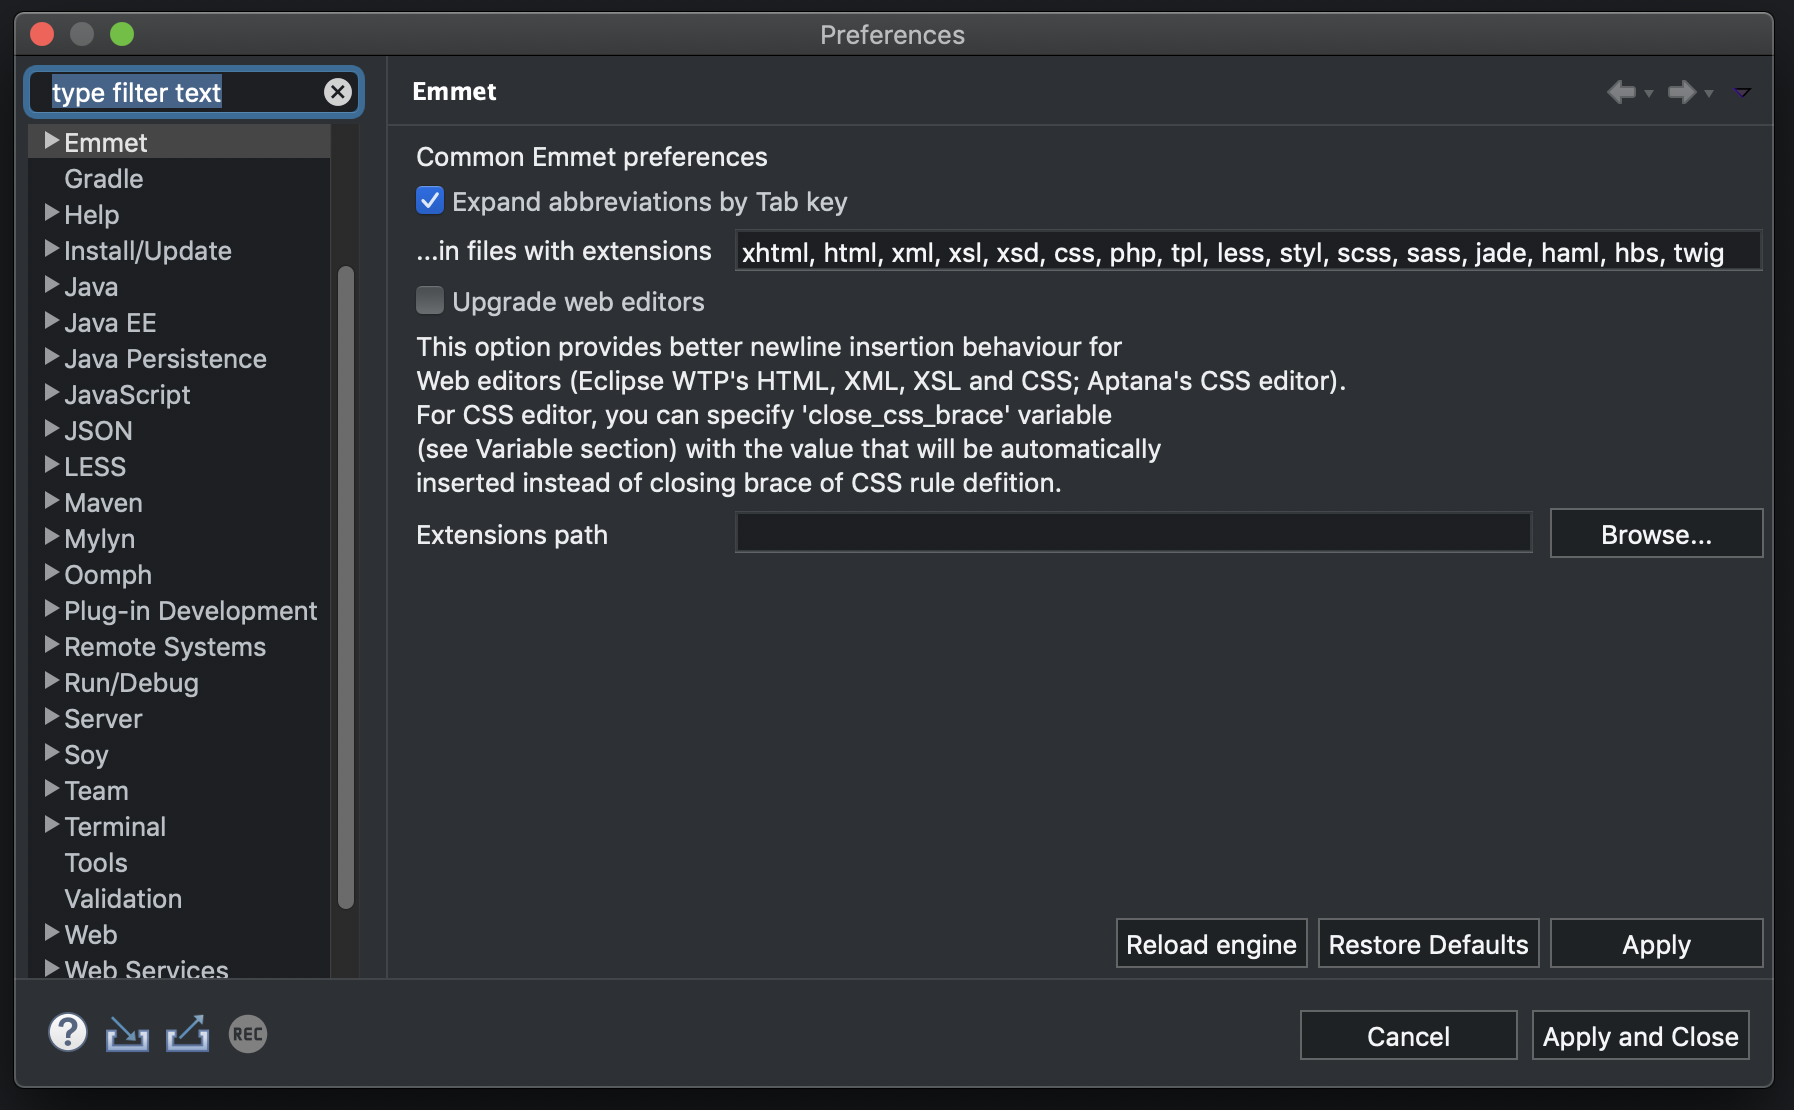 Preferences
type filter text
Emmet
Gradle
Help
Install/Update
Java
Java EE
Java Persistence
JavaScript
JSON
LESS
Maven
Mylyn
Oomph
Plug-in Development
Remote Systems
Run/Debug
Server
Soy
Team
Terminal
Tools
Validation
Web
Web Services
Emmet
Common Emmet preferences
Expand abbreviations by Tab key
...in files with extensions xhtml, html, xml, xsl, xsd, css, php, tpl, less, styl, scss, sass, jade, haml, hbs, twig
Upgrade web editors
This option provides better newline insertion behaviour for
Web editors (Eclipse WTP's HTML, XML, XSL and CSS; Aptana's CSS editor).
For CSS editor, you can specify 'close_css_brace' variable
(see Variable section) with the value that will be automatically
inserted instead of closing brace of CSS rule defition.
Extensions path Browse...
Reload engine Restore Defaults Apply
? REC Cancel Apply and Close